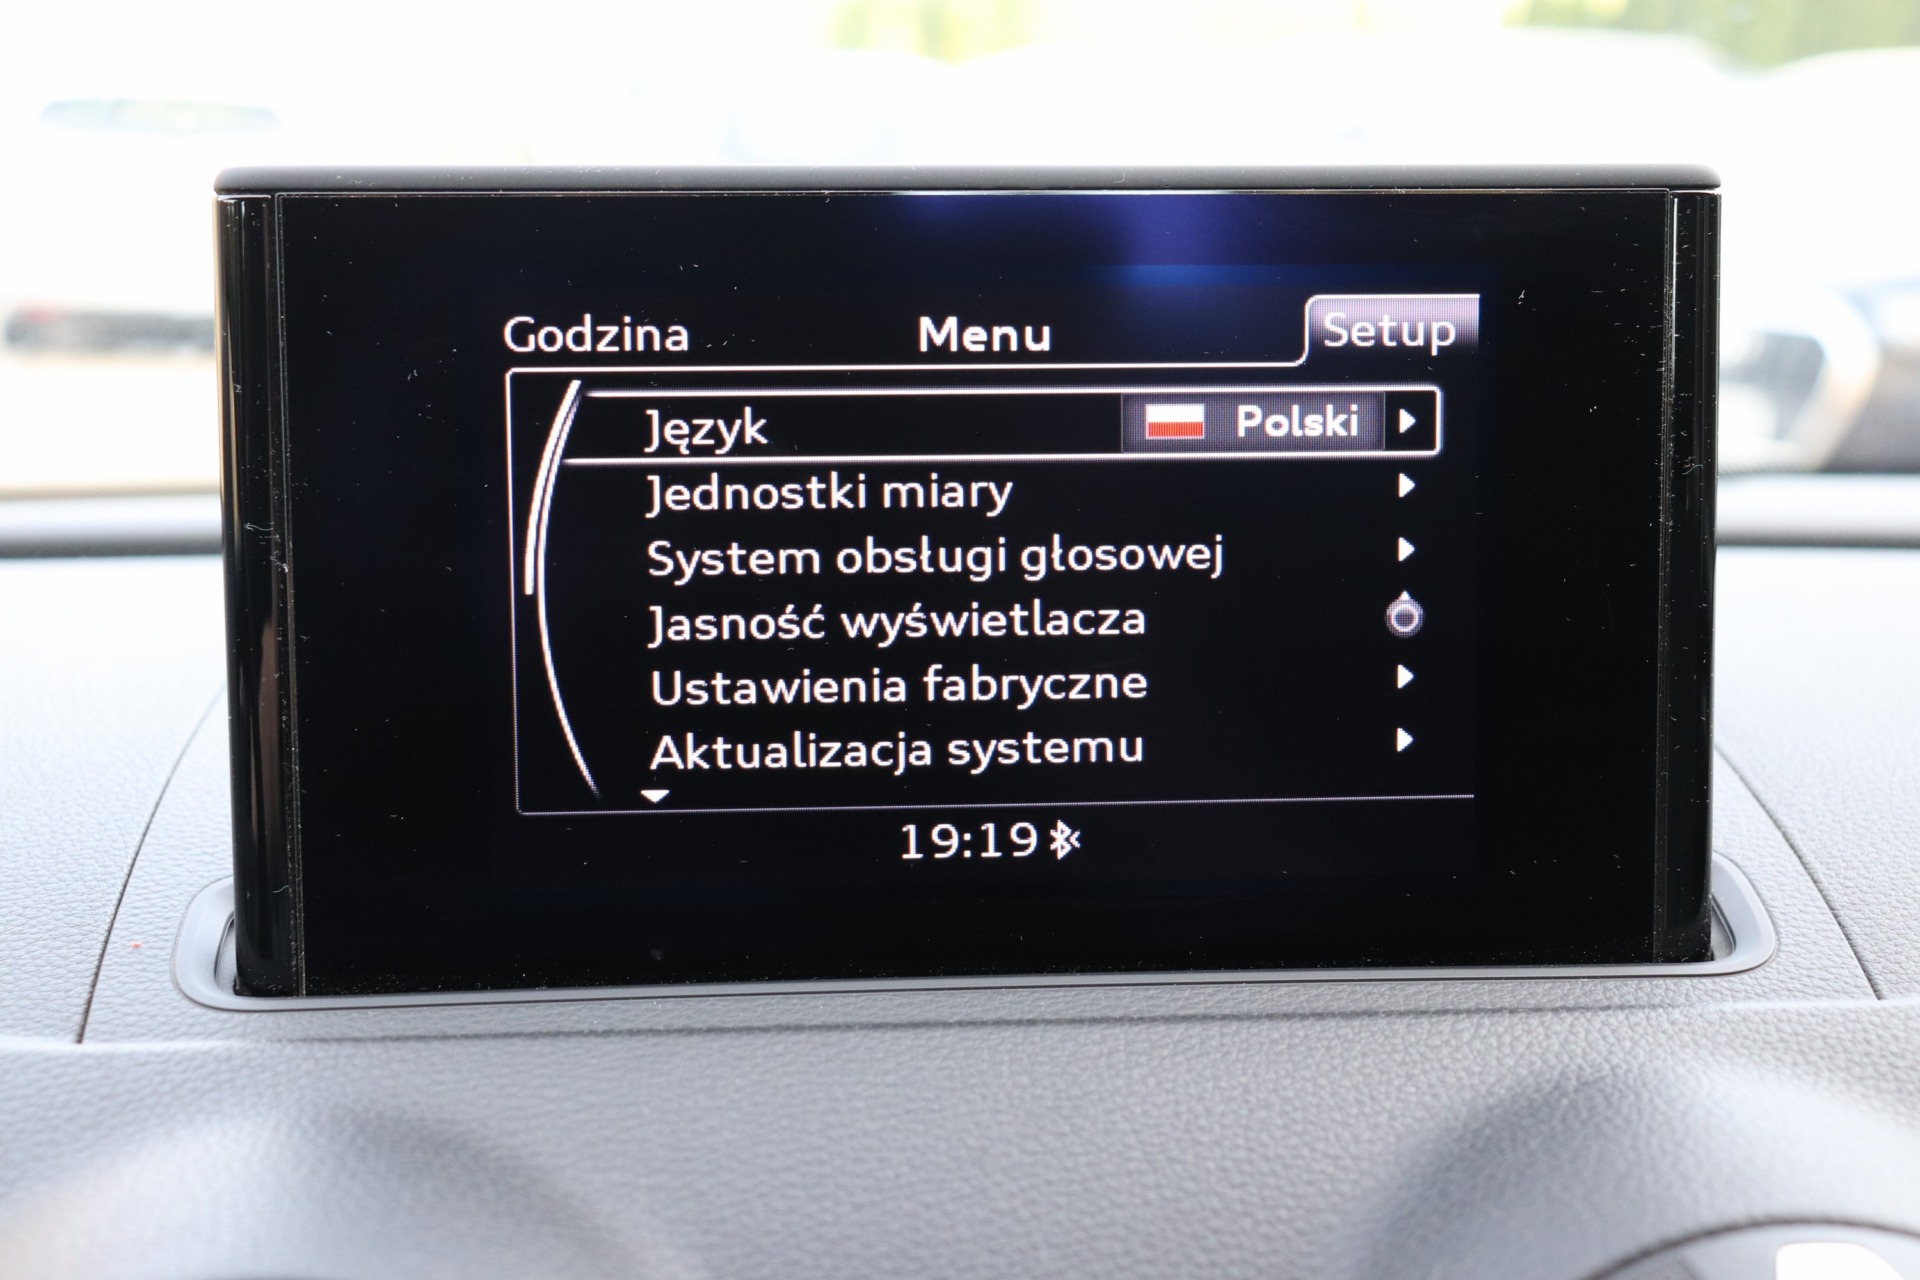 Godzina Menu Setup
Język Polski
Jednostki miary
System obsługi głosowej
Jasność wyświetlacza
Ustawienia fabryczne
Aktualizacja systemu
19:19